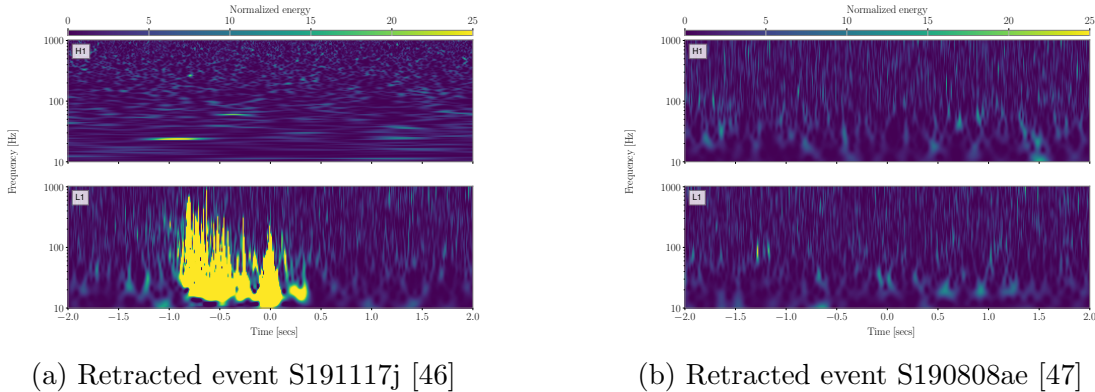 Normalized energy
0 5 10 15 20 25
H1
1000
100
10
L1
1000
100
10
Frequency [Hz]
−2.0 −1.5 −1.0 −0.5 0.0 0.5 1.0 1.5 2.0
Time [secs]
(a) Retracted event S191117j [46]
Normalized energy
0 5 10 15 20 25
H1
1000
100
10
L1
1000
100
10
Frequency [Hz]
−2.0 −1.5 −1.0 −0.5 0.0 0.5 1.0 1.5 2.0
Time [secs]
(b) Retracted event S190808ae [47]